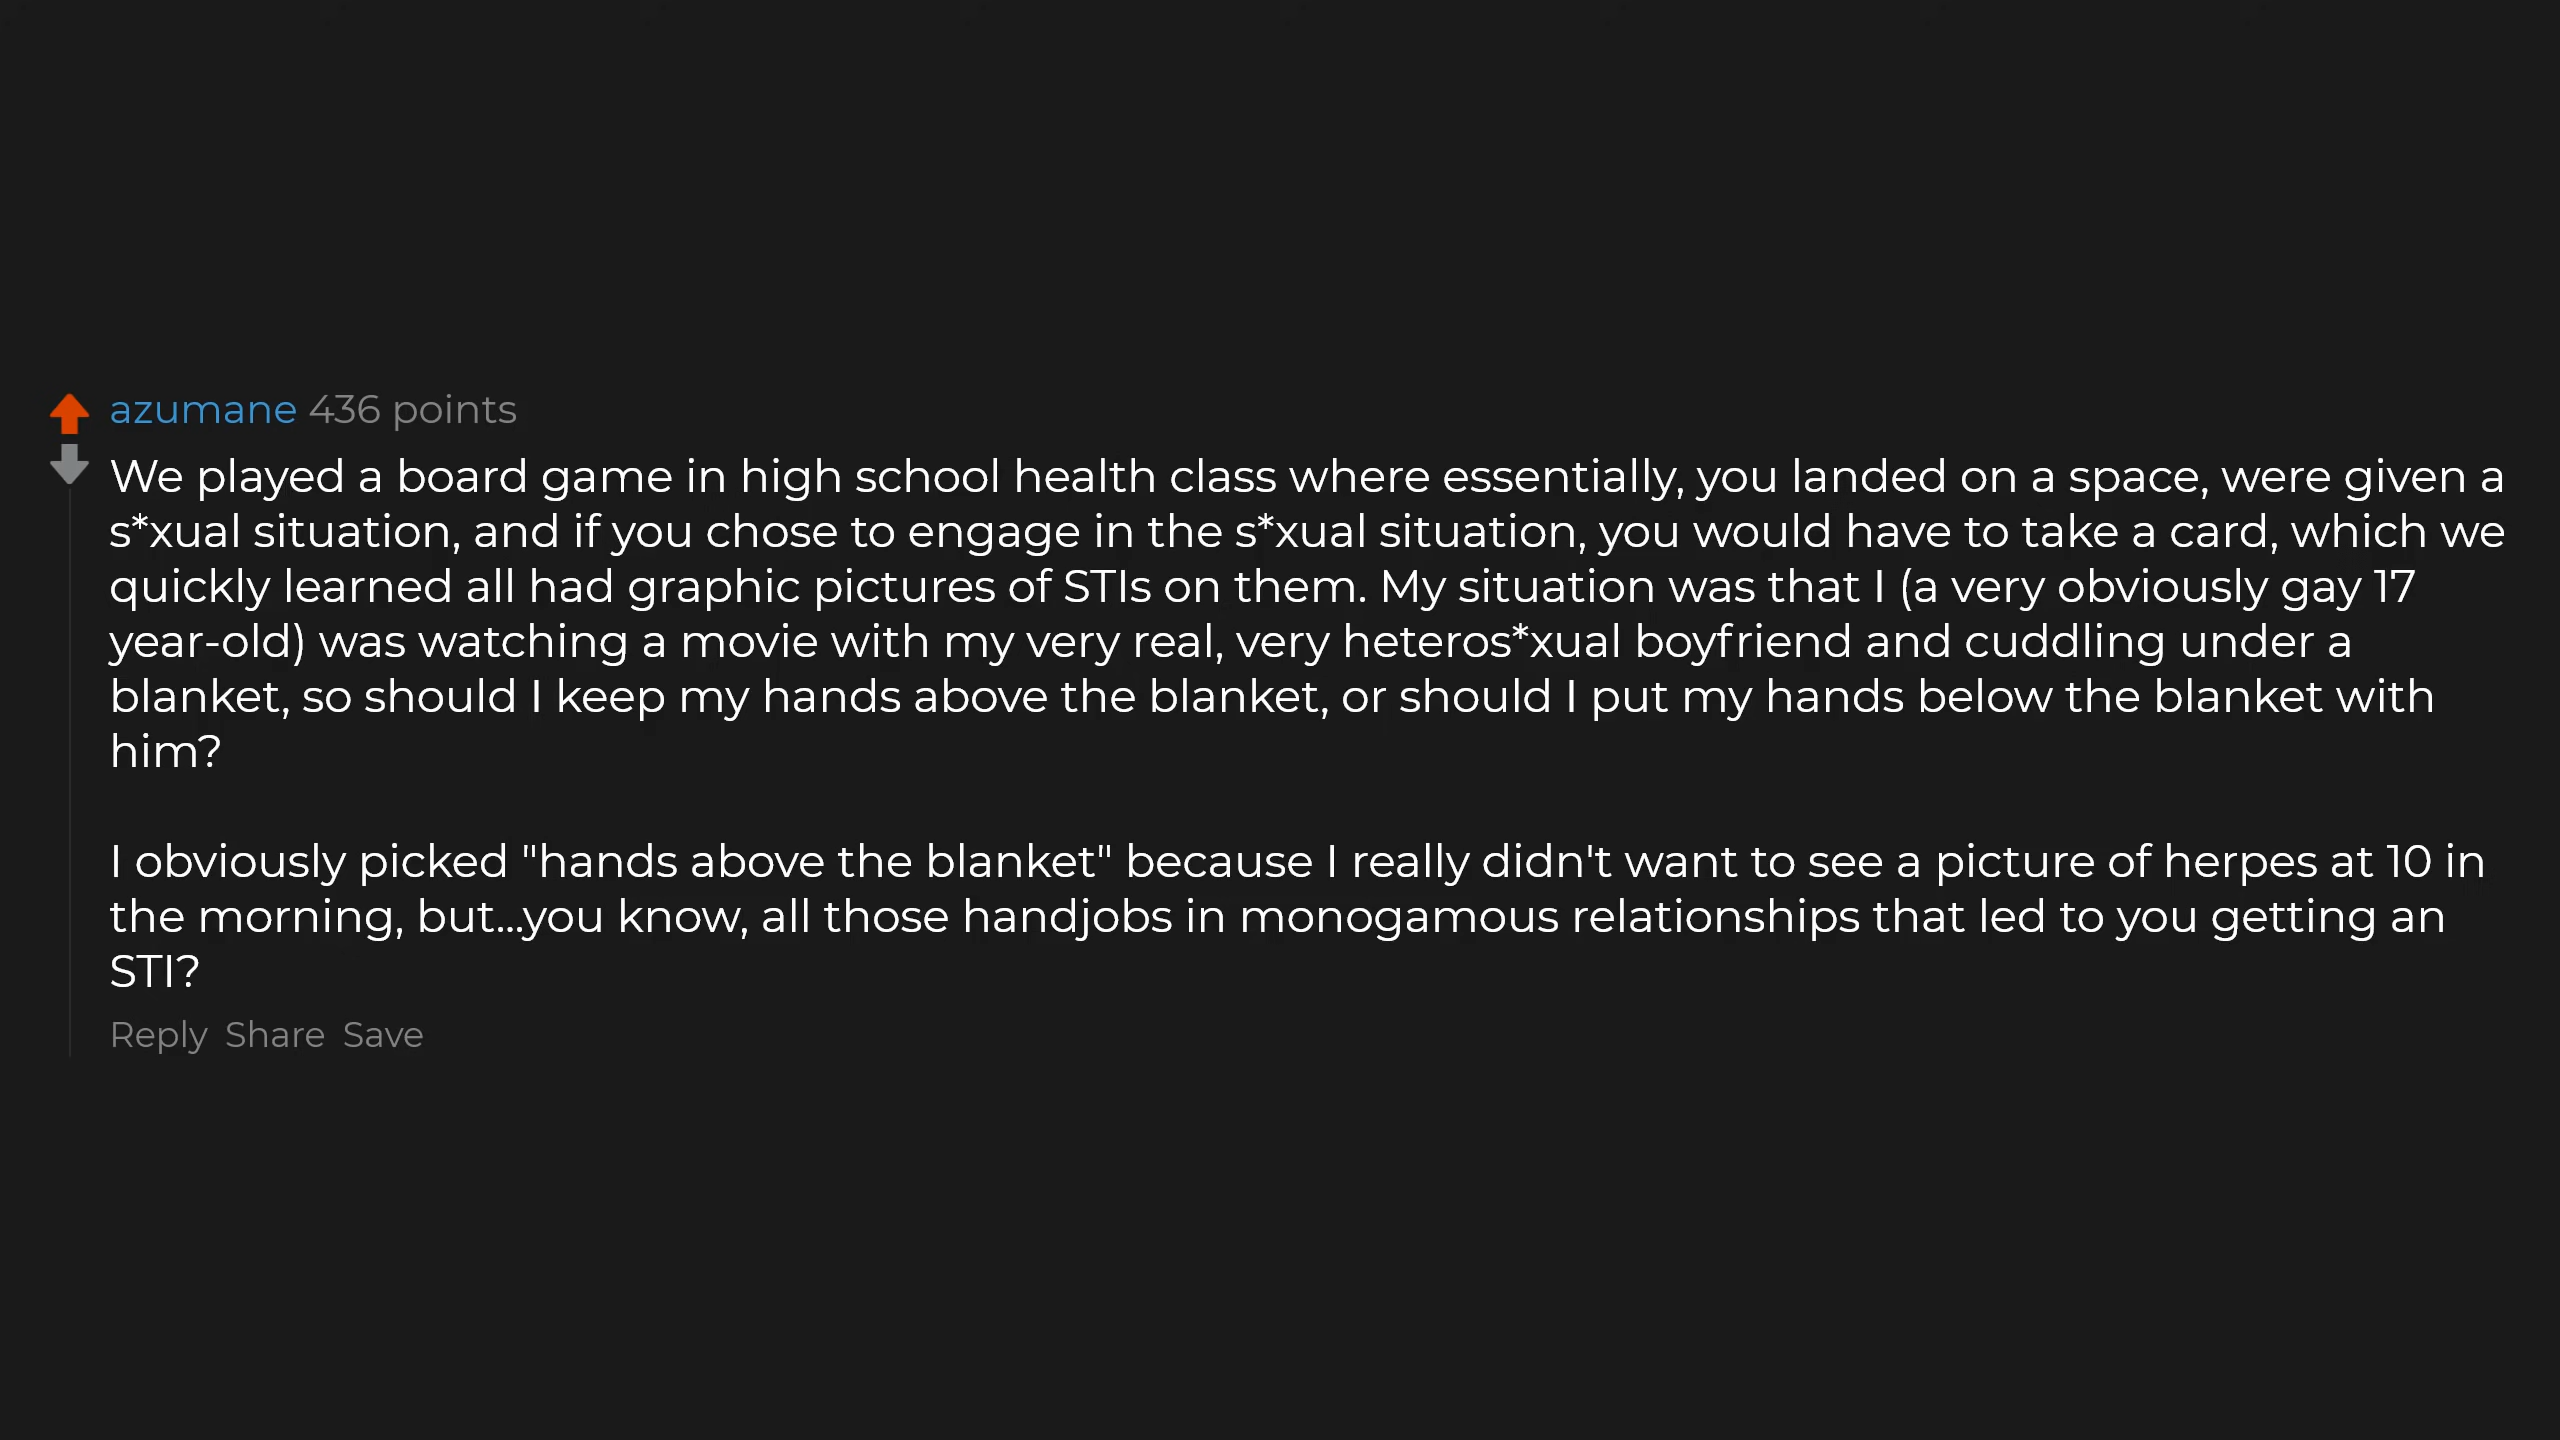 azumane 436 points
We played a board game in high school health class where essentially, you landed on a space, were given a
s*xual situation, and if you chose to engage in the s*xual situation, you would have to take a card, which we
quickly learned all had graphic pictures of STIs on them. My situation was that I (a very obviously gay 17
year-old) was watching a movie with my very real, very heteros*xual boyfriend and cuddling under a
blanket, so should I keep my hands above the blanket, or should I put my hands below the blanket with
him?
I obviously picked "hands above the blanket" because I really didn't want to see a picture of herpes at 10 in
the morning, but...you know, all those handjobs in monogamous relationships that led to you getting an
STI?
Reply Share Save